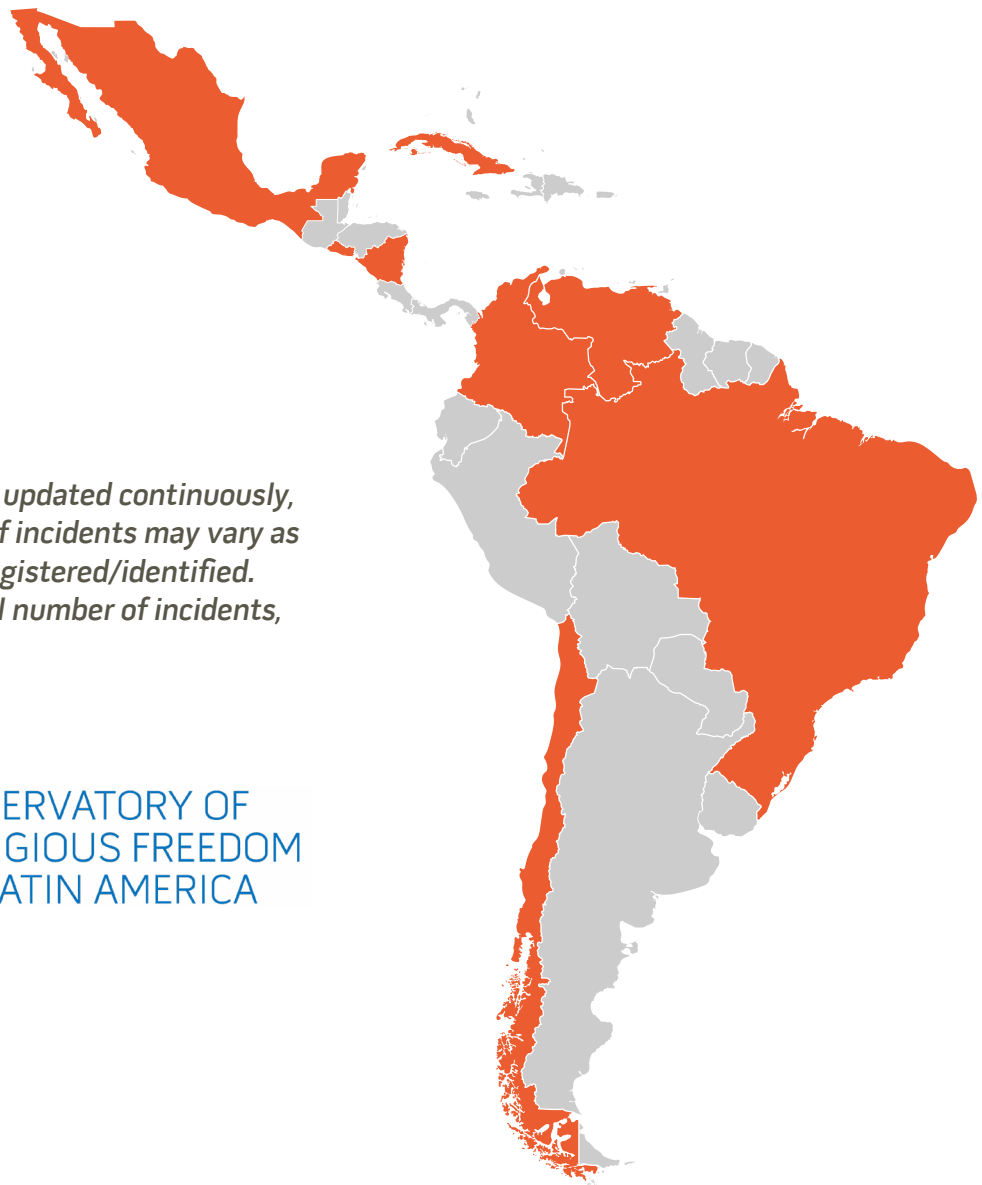 updated continuously,
f incidents may vary as
gistered/identified.
l number of incidents,
ERVATORY OF
GIOUS FREEDOM
ATIN AMERICA